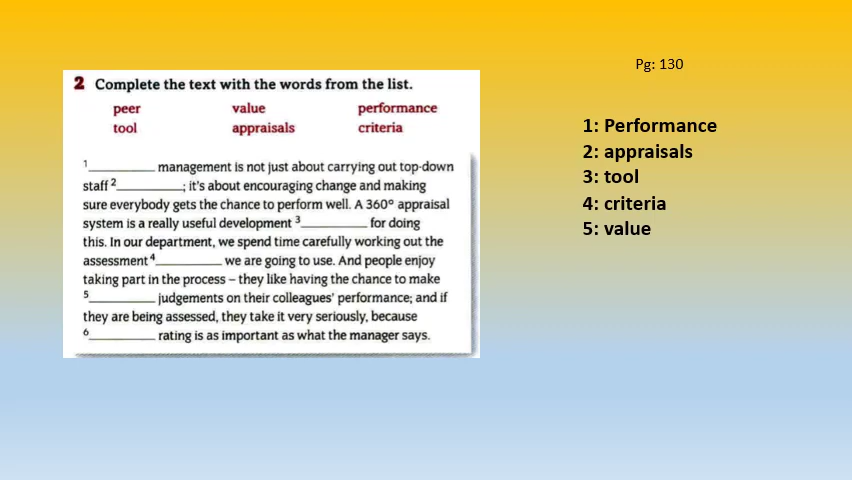 2 Complete the text with the words from the list.
peer value performance
tool appraisals criteria
1_________ management is not just about carrying out top-down
staff 2_________; it's about encouraging change and making
sure everybody gets the chance to perform well. A 360° appraisal
system is a really useful development 3_________ for doing
this. In our department, we spend time carefully working out the
assessment 4_________ we are going to use. And people enjoy
taking part in the process – they like having the chance to make
5_________ judgements on their colleagues' performance; and if
they are being assessed, they take it very seriously, because
6_________ rating is as important as what the manager says.
Pg: 130
1: Performance
2: appraisals
3: tool
4: criteria
5: value